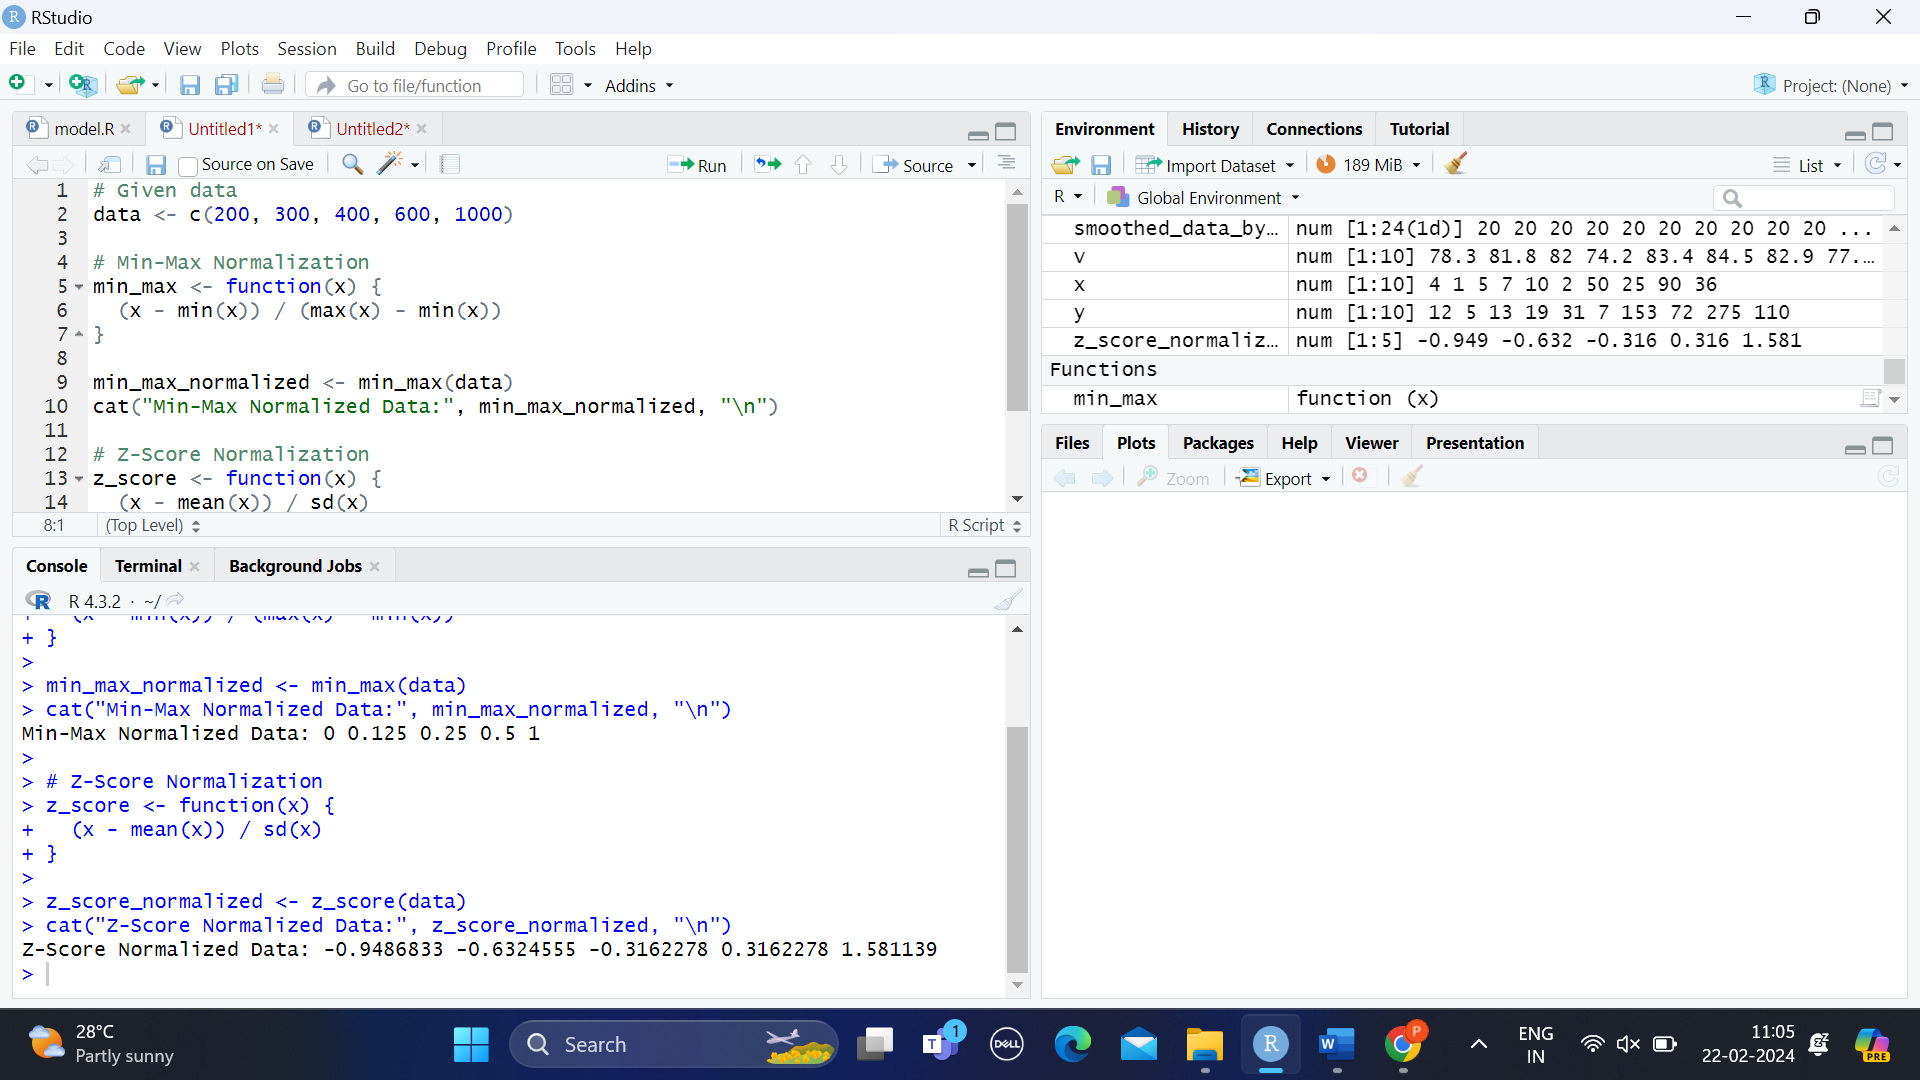 RStudio
File Edit Code View Plots Session Build Debug Profile Tools Help
Go to file/function Addins Project: (None)
model.R Untitled1* Untitled2*
Source on Save Run Source
1 # Given data
2 data <- c(200, 300, 400, 600, 1000)
3
4 # Min-Max Normalization
5 min_max <- function(x) {
6 (x - min(x)) / (max(x) - min(x))
7 }
8
9 min_max_normalized <- min_max(data)
10 cat("Min-Max Normalized Data:", min_max_normalized, "\n")
11
12 # Z-Score Normalization
13 z_score <- function(x) {
14 (x - mean(x)) / sd(x)
8:1 (Top Level) R Script
Console Terminal Background Jobs
R 4.3.2 · ~/
+ (x - min(x)) / (max(x) - min(x))
+ }
>
> min_max_normalized <- min_max(data)
> cat("Min-Max Normalized Data:", min_max_normalized, "\n")
Min-Max Normalized Data: 0 0.125 0.25 0.5 1
>
> # Z-Score Normalization
> z_score <- function(x) {
+ (x - mean(x)) / sd(x)
+ }
>
> z_score_normalized <- z_score(data)
> cat("Z-Score Normalized Data:", z_score_normalized, "\n")
Z-Score Normalized Data: -0.9486833 -0.6324555 -0.3162278 0.3162278 1.581139
>
Environment History Connections Tutorial
Import Dataset 189 MiB List
R Global Environment
smoothed_data_by… num [1:24(1d)] 20 20 20 20 20 20 20 20 20 20 ...
v num [1:10] 78.3 81.8 82 74.2 83.4 84.5 82.9 77.…
x num [1:10] 4 1 5 7 10 2 50 25 90 36
y num [1:10] 12 5 13 19 31 7 153 72 275 110
z_score_normaliz… num [1:5] -0.949 -0.632 -0.316 0.316 1.581
Functions
min_max function (x)
Files Plots Packages Help Viewer Presentation
Zoom Export
28°C
Partly sunny
Search
T 1
DELL
R
W
P
ENG
IN
11:05
22-02-2024
PRE